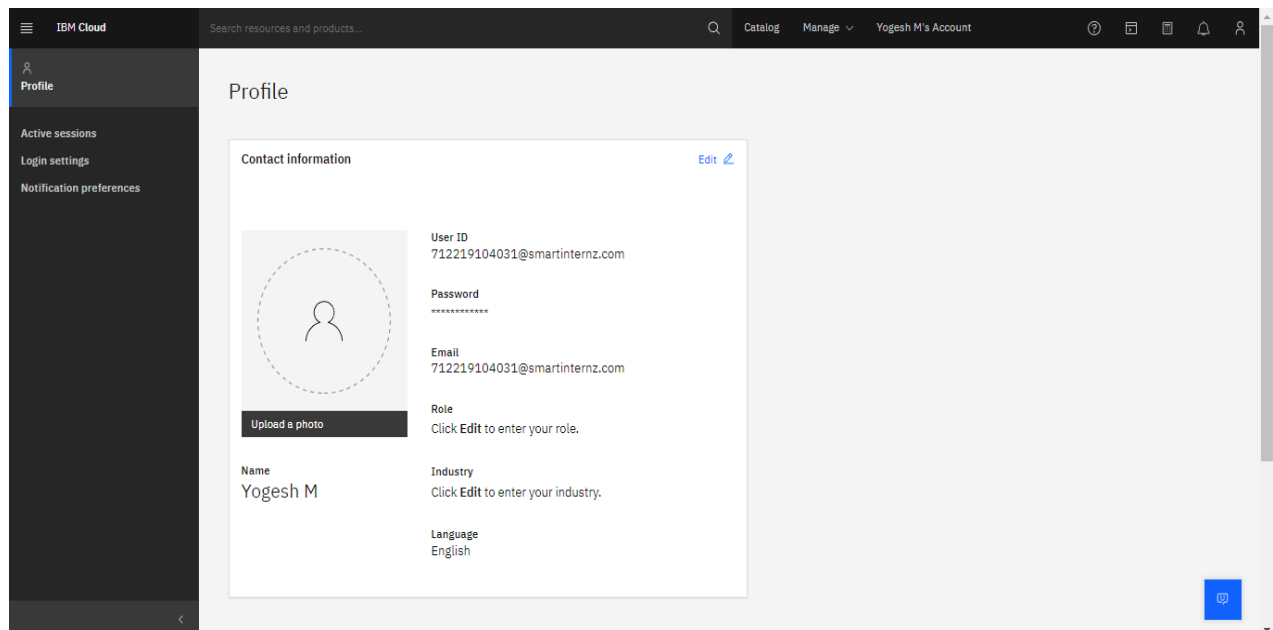 IBM Cloud
Search resources and products...
Catalog
Manage
Yogesh M's Account
Profile
Active sessions
Login settings
Notification preferences
Profile
Contact information
Edit
Upload a photo
Name
Yogesh M
User ID
712219104031@smartinternz.com
Password
************
Email
712219104031@smartinternz.com
Role
Click Edit to enter your role.
Industry
Click Edit to enter your industry.
Language
English